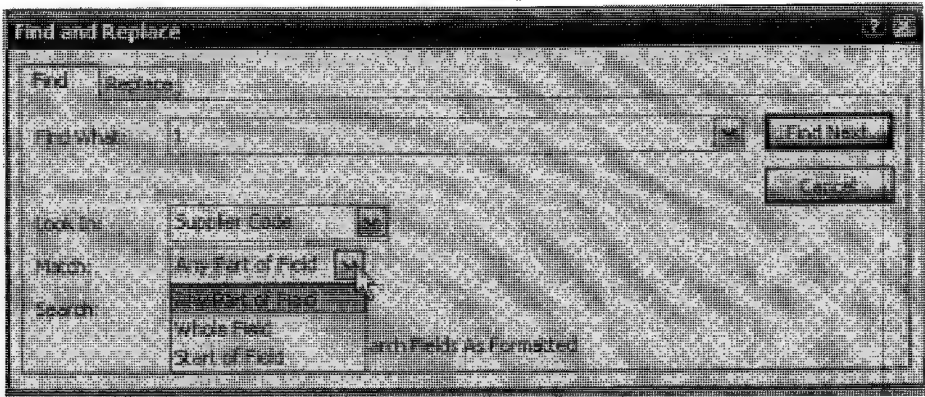 Find and Replace
Find Replace
Find What: 1 Find Next
Cancel
Look In: Supplier Code
Match: Any Part of Field
Search: Any Part of Field
Whole Field
Start of Field arch Fields As Formatted